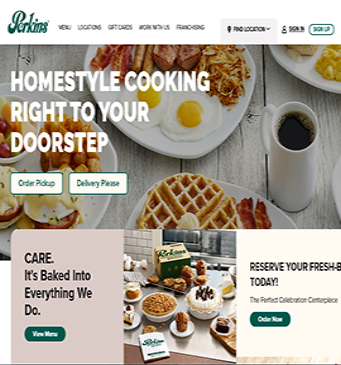 Perkins
MENU LOCATIONS GIFT CARDS WORK WITH US FRANCHISING FIND LOCATION SIGN IN SIGN UP
HOMESTYLE COOKING
RIGHT TO YOUR
DOORSTEP
Order Pickup Delivery Please
CARE.
It's Baked Into
Everything We
Do.
View Menu
Perkins
Perkins
RESERVE YOUR FRESH-B
TODAY!
The Perfect Celebration Centerpiece
Order Now